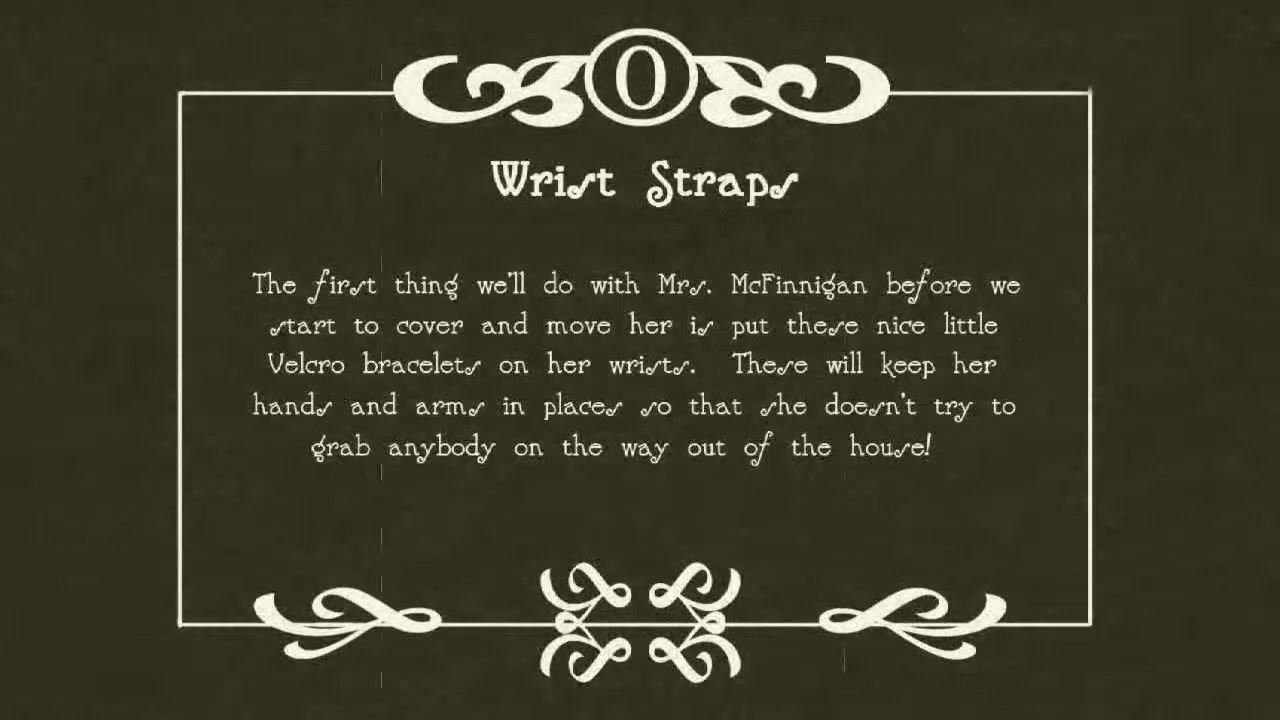 O
Wrist Straps
The first thing we'll do with Mrs. McFinnigan before we
start to cover and move her is put these nice little
Velcro bracelets on her wrists. These will keep her
hands and arms in places so that she doesn't try to
grab anybody on the way out of the house!